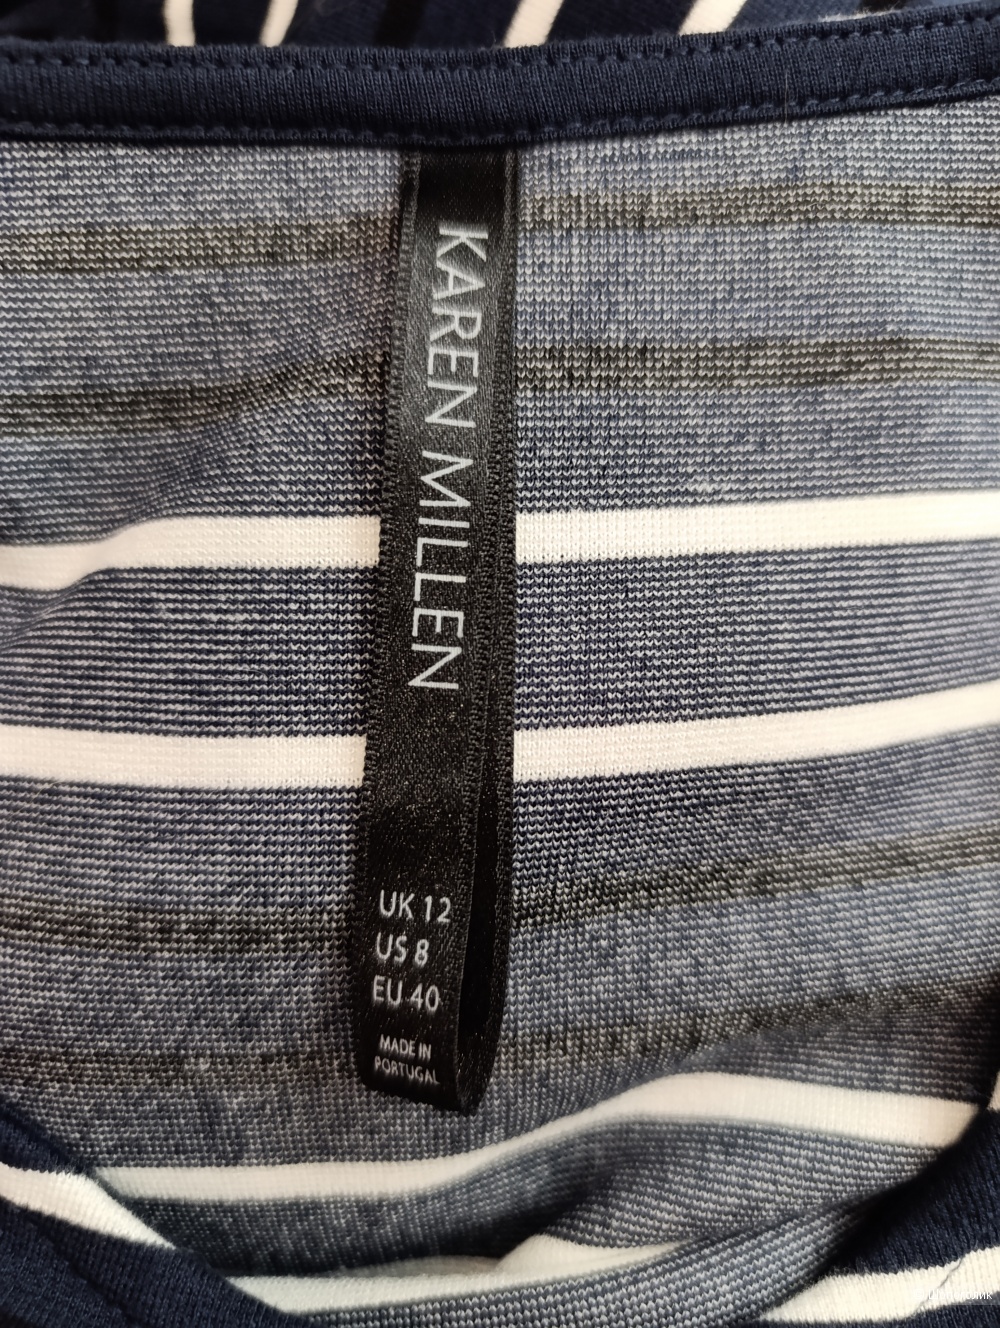 KAREN MILLEN
UK 12
US 8
EU 40
MADE IN
PORTUGAL